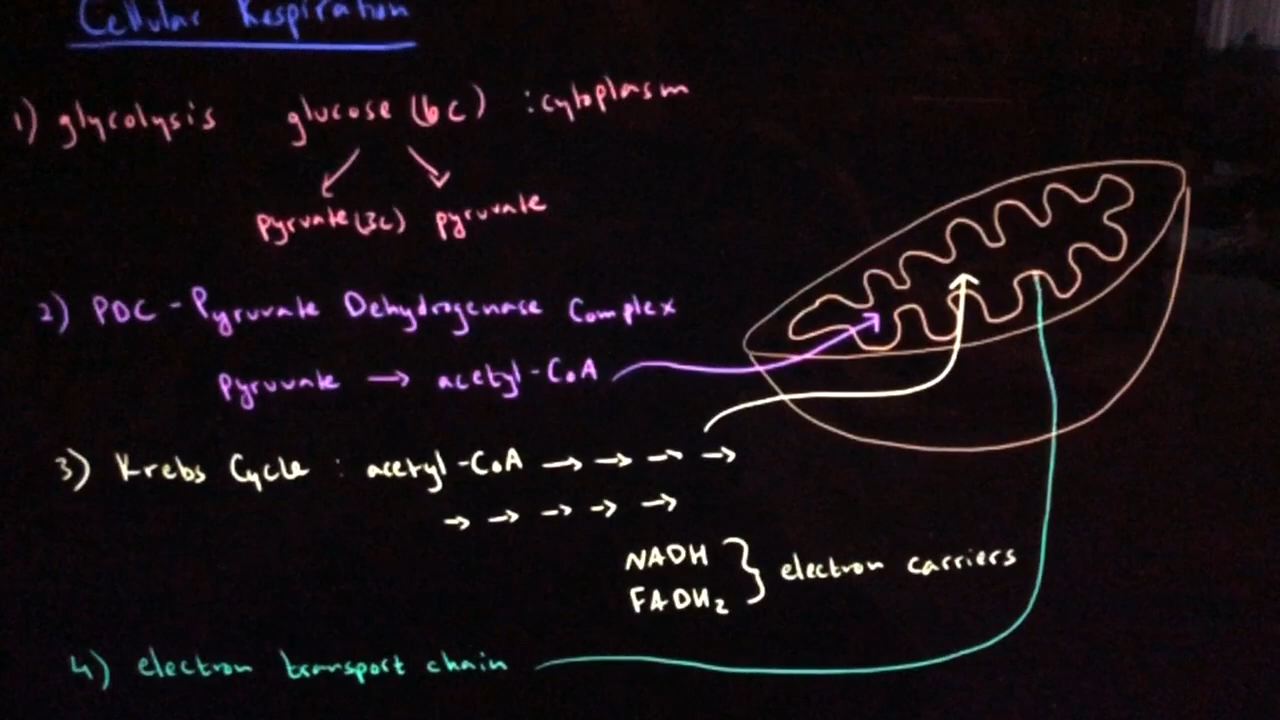 Cellular Respiration
1) glycolysis glucose (6c) : cytoplasm
pyruvate (3c) pyruvate
2) PDC - Pyruvate Dehydrogenase Complex
pyruvate → acetyl-CoA
3) Krebs Cycle : acetyl-CoA → → → →
→ → → → →
NADH
FADH₂ } electron carriers
4) electron transport chain